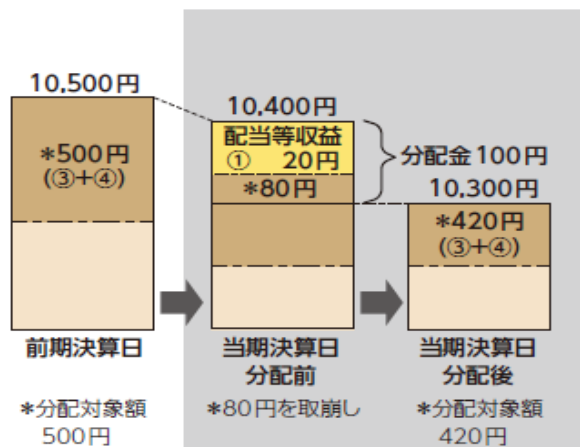 10,500円
*500円
(③+④)
前期決算日
*分配対象額
500円
10,400円
配当等収益
① 20円
*80円
分配金100円
当期決算日
分配前
*80円を取崩し
10,300円
*420円
(③+④)
当期決算日
分配後
*分配対象額
420円